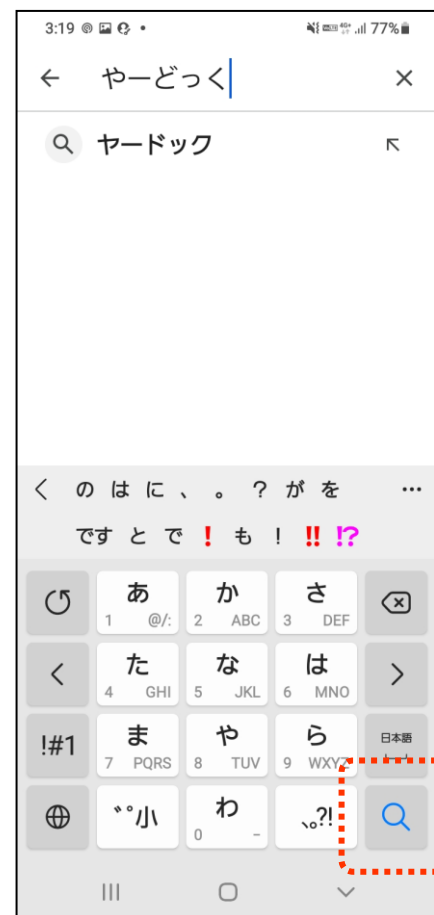 3:19 77%
やーどっく
ヤードック
の は に 、 。 ? が を
です と で ! も ! !! !?
あ か さ
1 @/: 2 ABC 3 DEF
た な は
4 GHI 5 JKL 6 MNO
!#1 ま や ら 日本語
7 PQRS 8 TUV 9 WXYZ
゛゜小 わ 、。?!
0 -